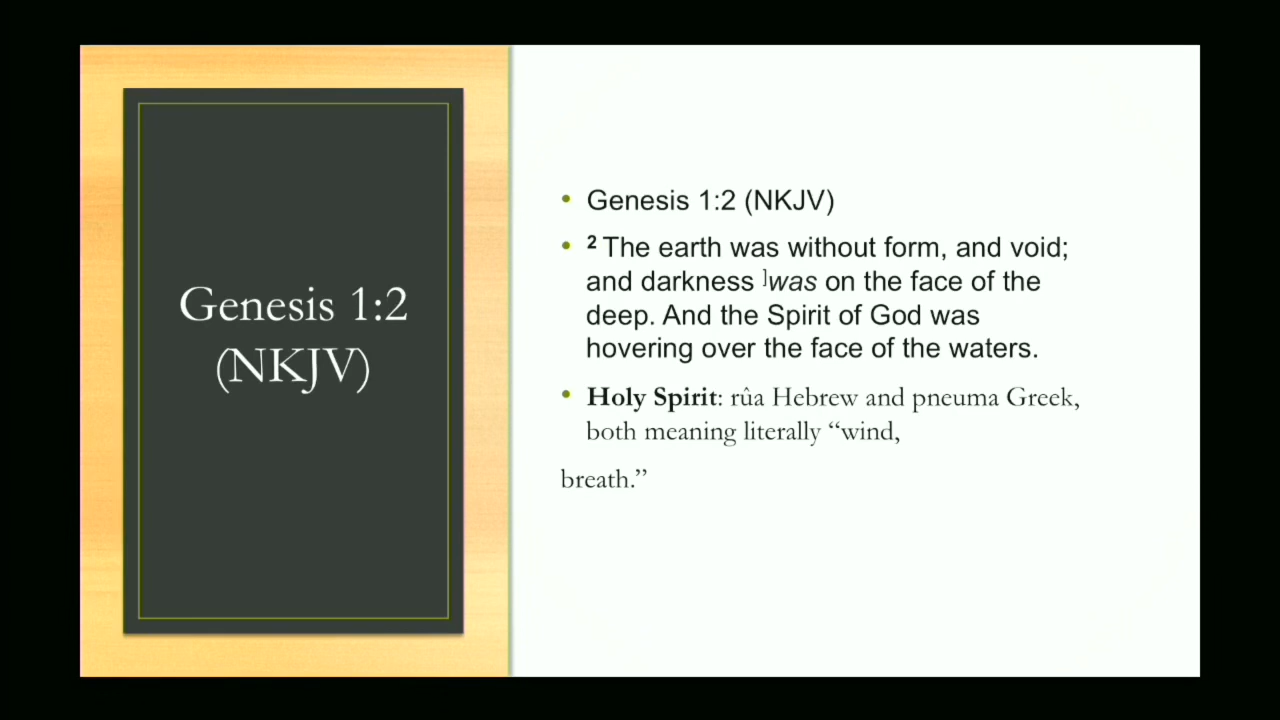 Genesis 1:2
(NKJV)
• Genesis 1:2 (NKJV)
• 2 The earth was without form, and void;
and darkness ]was on the face of the
deep. And the Spirit of God was
hovering over the face of the waters.
• Holy Spirit: rûa Hebrew and pneuma Greek,
both meaning literally “wind,
breath.”